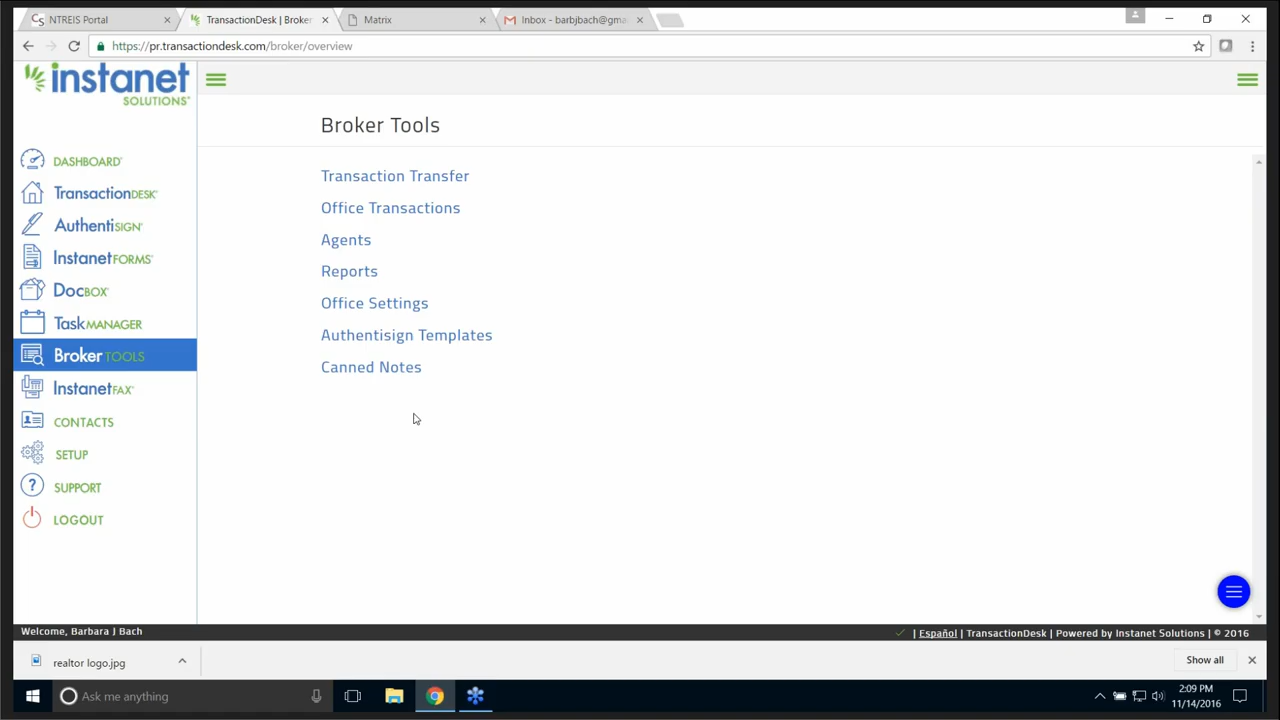 NTREIS Portal
TransactionDesk | Broker
Matrix
Inbox - barbjbach@gma
https://pr.transactiondesk.com/broker/overview
instanet
SOLUTIONS
Broker Tools
DASHBOARD
TRANSACTIONDESK
AUTHENTISIGN
INSTANETFORMS
DOCBOX
TASKMANAGER
Broker TOOLS
INSTANETFAX
CONTACTS
SETUP
SUPPORT
LOGOUT
Transaction Transfer
Office Transactions
Agents
Reports
Office Settings
Authentisign Templates
Canned Notes
Welcome, Barbara J Bach
| Español | TransactionDesk | Powered by Instanet Solutions | © 2016
realtor logo.jpg
Show all
Ask me anything
2:09 PM
11/14/2016